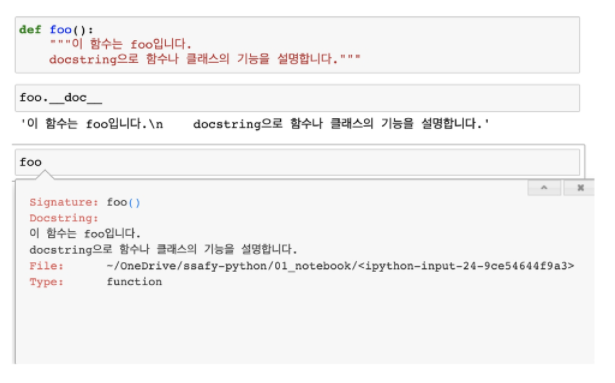 def foo():
"""이 함수는 foo입니다.
docstring으로 함수나 클래스의 기능을 설명합니다."""
foo.__doc__
'이 함수는 foo입니다.\n    docstring으로 함수나 클래스의 기능을 설명합니다.'
foo
Signature: foo()
Docstring:
이 함수는 foo입니다.
docstring으로 함수나 클래스의 기능을 설명합니다.
File:      ~/OneDrive/ssafy-python/01_notebook/<ipython-input-24-9ce54644f9a3>
Type:      function